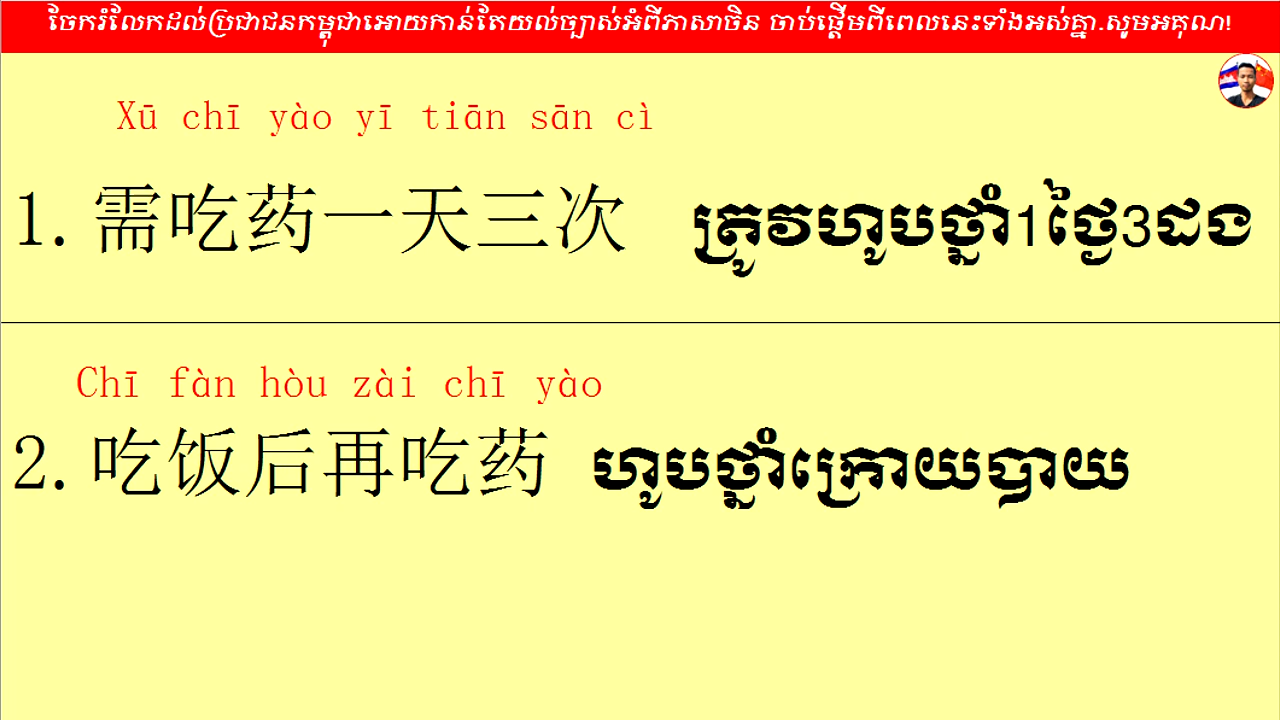 ចែករំលែកដល់ប្រជាជនកម្ពុជាអោយកាន់តែយល់ច្បាស់អំពីភាសាចិន ចាប់ផ្តើមពីពេលនេះទាំងអស់គ្នា.សូមអគុណ!
Xū chī yào yī tiān sān cì
1.需吃药一天三次 ត្រូវហូបថ្នាំ1ថ្ងៃ3ដង
Chī fàn hòu zài chī yào
2.吃饭后再吃药 ហូបថ្នាំក្រោយបាយ